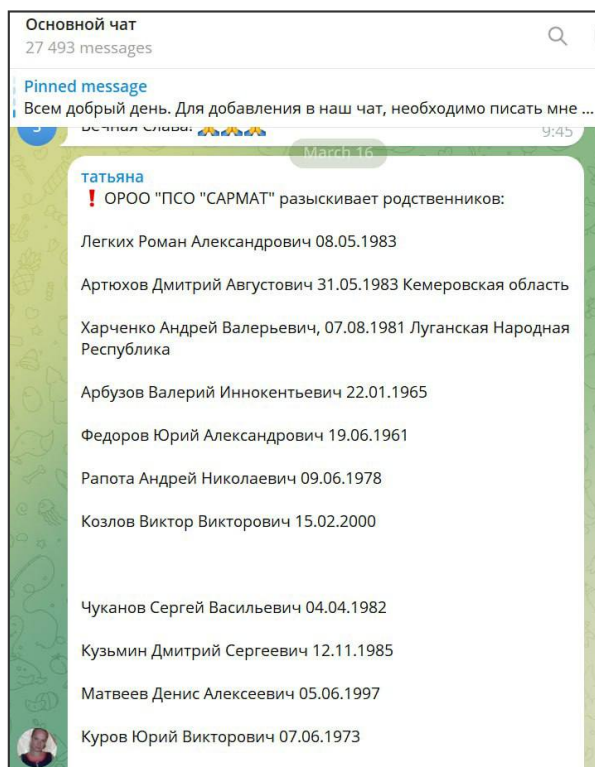 Основной чат
27 493 messages
Pinned message
Всем добрый день. Для добавления в наш чат, необходимо писать мне ...
Вечная Слава! 🙏🙏🙏
9:45
March 16
татьяна
❗ ОРОО "ПСО "САРМАТ" разыскивает родственников:
Легких Роман Александрович 08.05.1983
Артюхов Дмитрий Августович 31.05.1983 Кемеровская область
Харченко Андрей Валерьевич, 07.08.1981 Луганская Народная
Республика
Арбузов Валерий Иннокентьевич 22.01.1965
Федоров Юрий Александрович 19.06.1961
Рапота Андрей Николаевич 09.06.1978
Козлов Виктор Викторович 15.02.2000
Чуканов Сергей Васильевич 04.04.1982
Кузьмин Дмитрий Сергеевич 12.11.1985
Матвеев Денис Алексеевич 05.06.1997
Куров Юрий Викторович 07.06.1973